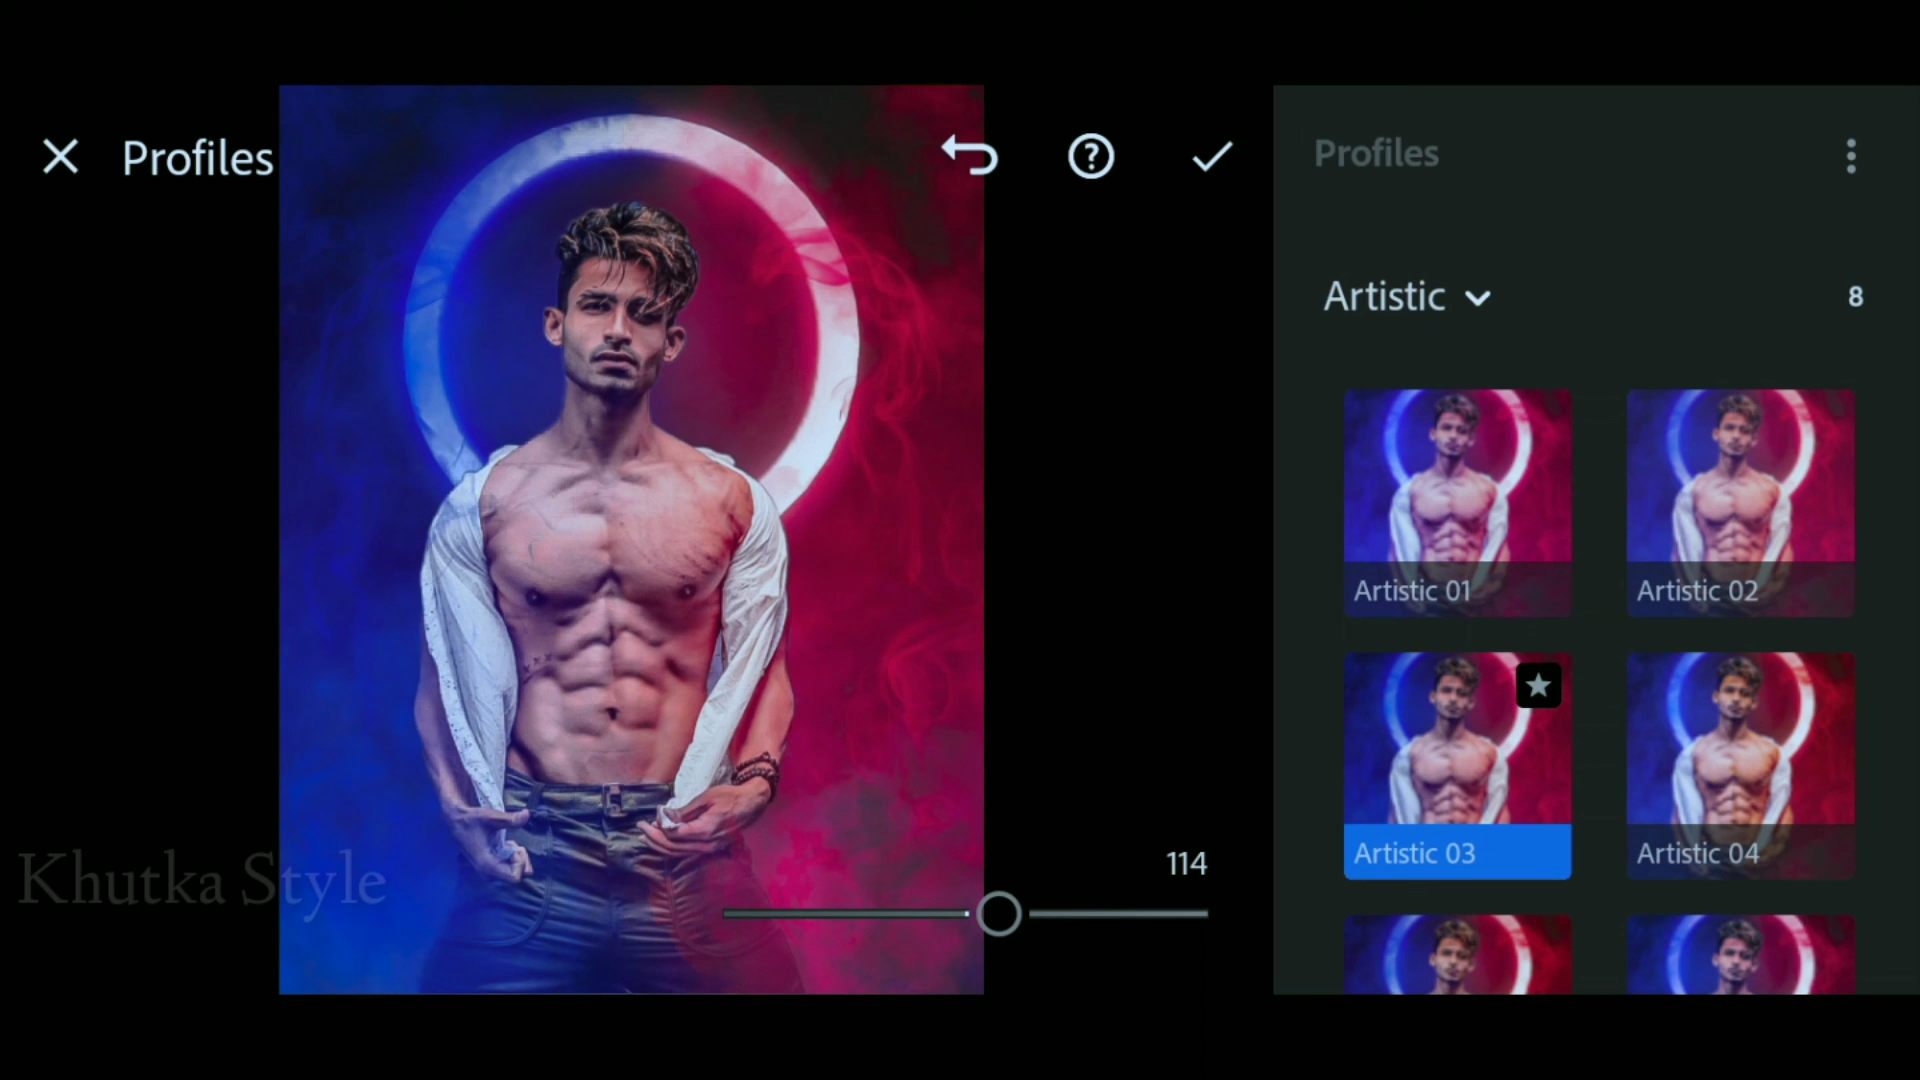 Profiles
Profiles
Artistic
8
Artistic 01
Artistic 02
Artistic 03
Artistic 04
114
Khutka Style